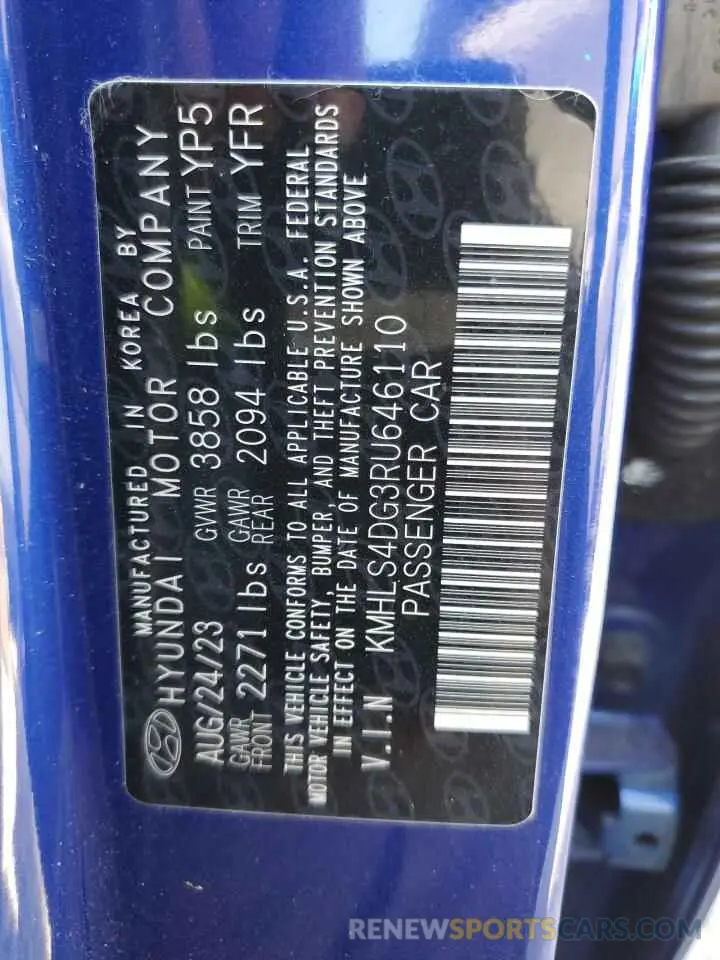 MANUFACTURED IN KOREA BY
HYUNDAI MOTOR COMPANY
AUG/24/23 GVWR 3858 lbs PAINT YP5
GAWR FRONT 2271 lbs GAWR REAR 2094 lbs TRIM YFR
THIS VEHICLE CONFORMS TO ALL APPLICABLE U.S.A. FEDERAL
MOTOR VEHICLE SAFETY, BUMPER, AND THEFT PREVENTION STANDARDS
IN EFFECT ON THE DATE OF MANUFACTURE SHOWN ABOVE.
V.I.N KMHLS4DG3RU646110
PASSENGER CAR
RENEWSPORTSCARS.COM